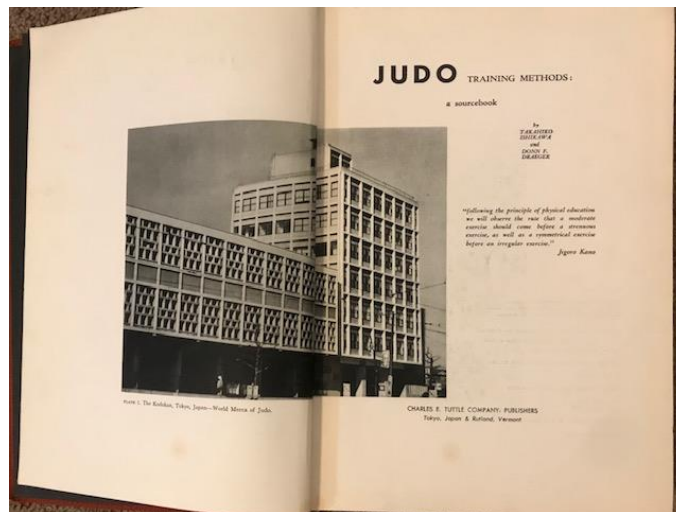 JUDO TRAINING METHODS:
a sourcebook
by
TAKAHIKO
ISHIKAWA
and
DONN F.
DRAEGER
"following the principle of physical education
we will observe the rule that a moderate
exercise should come before a strenuous
exercise, as well as a symmetrical exercise
before an irregular exercise."
Jigoro Kano
PLATE 1. The Kodokan, Tokyo, Japan—World Mecca of Judo.
CHARLES E. TUTTLE COMPANY: PUBLISHERS
Tokyo, Japan & Rutland, Vermont